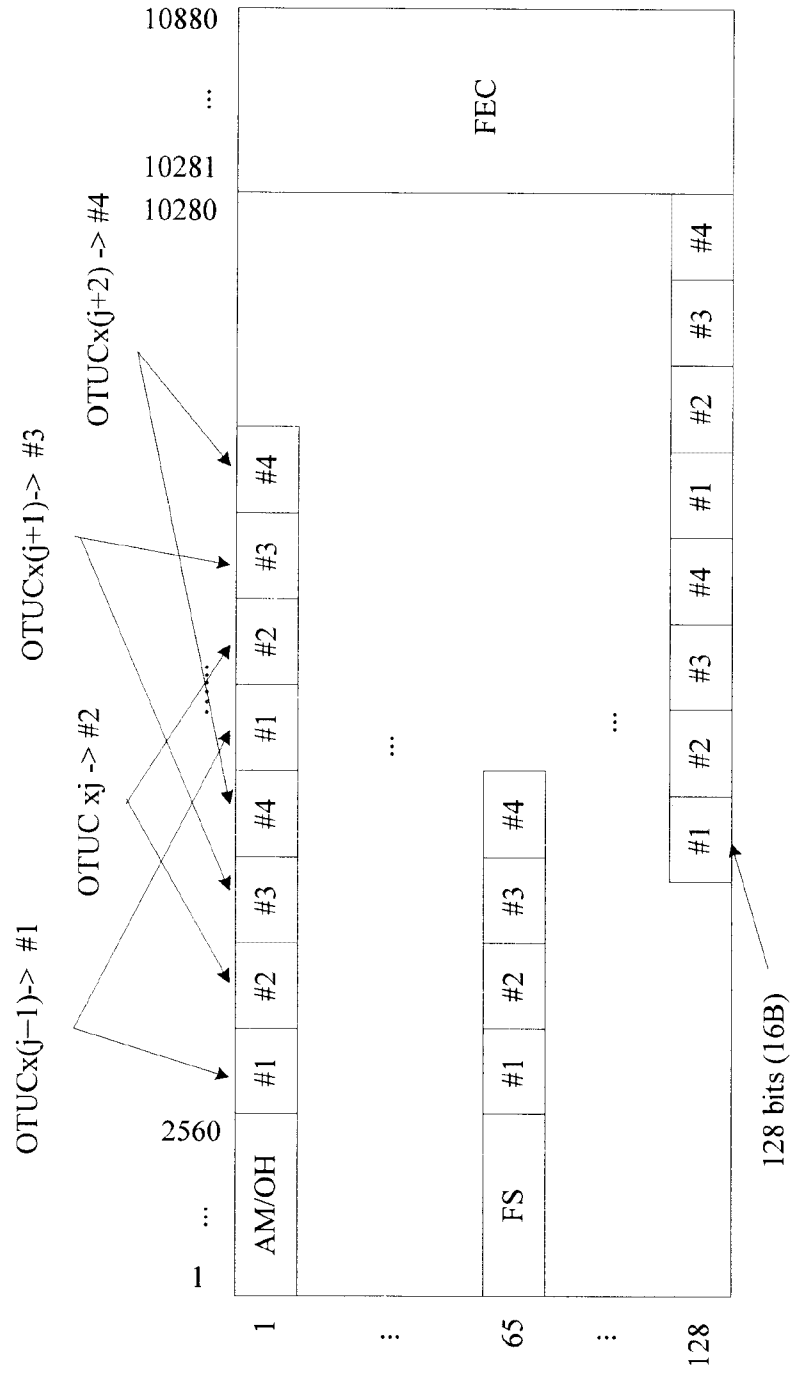 OTUCx(j−1)-> #1
OTUC xj -> #2
OTUCx(j+1)-> #3
OTUCx(j+2) -> #4
1 ... 2560 10280 10281 ... 10880
1 AM/OH #1 #2 #3 #4 #1 #2 #3 #4
......
... ...
FEC
65 FS #1 #2 #3 #4
... ...
128 #1 #2 #3 #4 #1 #2 #3 #4
128 bits (16B)